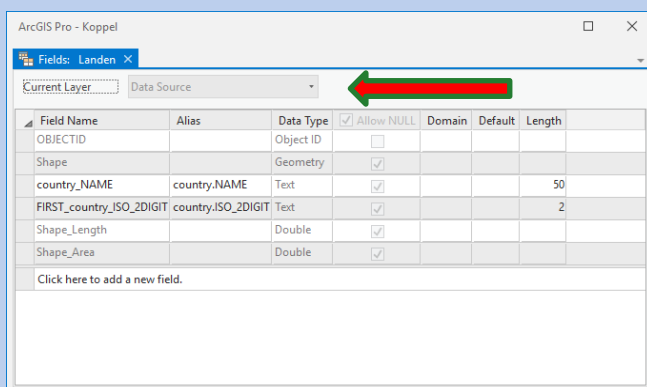 ArcGIS Pro - Koppel
Fields: Landen
Current Layer Data Source
Field Name Alias Data Type Allow NULL Domain Default Length
OBJECTID Object ID
Shape Geometry
country_NAME country.NAME Text 50
FIRST_country_ISO_2DIGIT country.ISO_2DIGIT Text 2
Shape_Length Double
Shape_Area Double
Click here to add a new field.